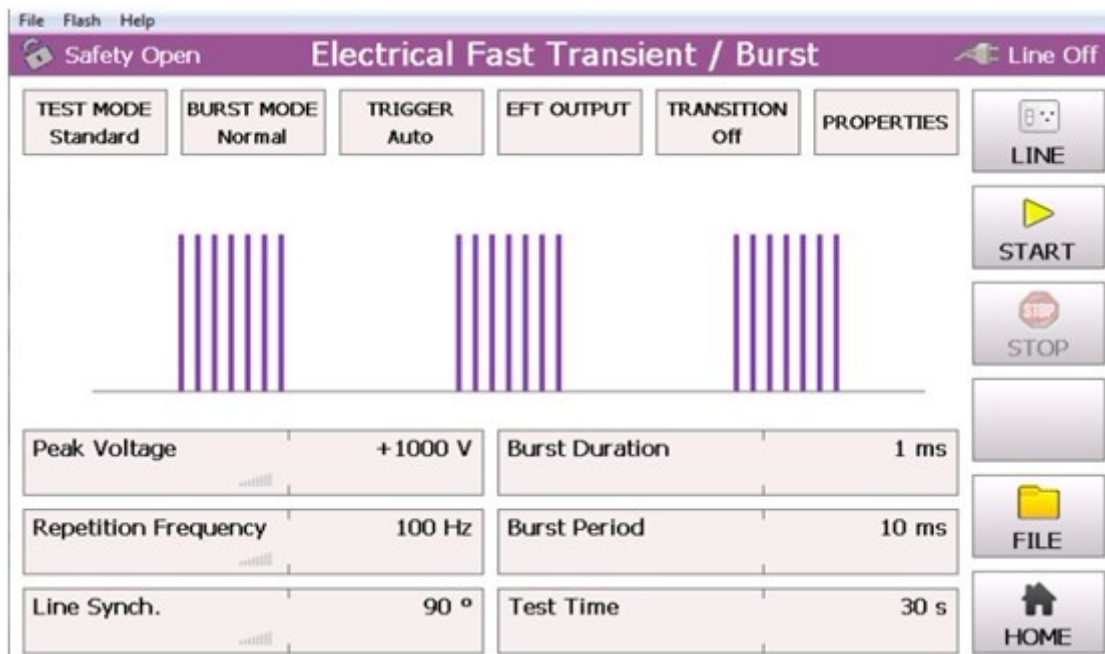 File Flash Help
Safety Open
Electrical Fast Transient / Burst
Line Off
TEST MODE
Standard
BURST MODE
Normal
TRIGGER
Auto
EFT OUTPUT
TRANSITION
Off
PROPERTIES
LINE
START
STOP
STOP
Peak Voltage +1000 V
Burst Duration 1 ms
Repetition Frequency 100 Hz
Burst Period 10 ms
FILE
Line Synch. 90 º
Test Time 30 s
HOME